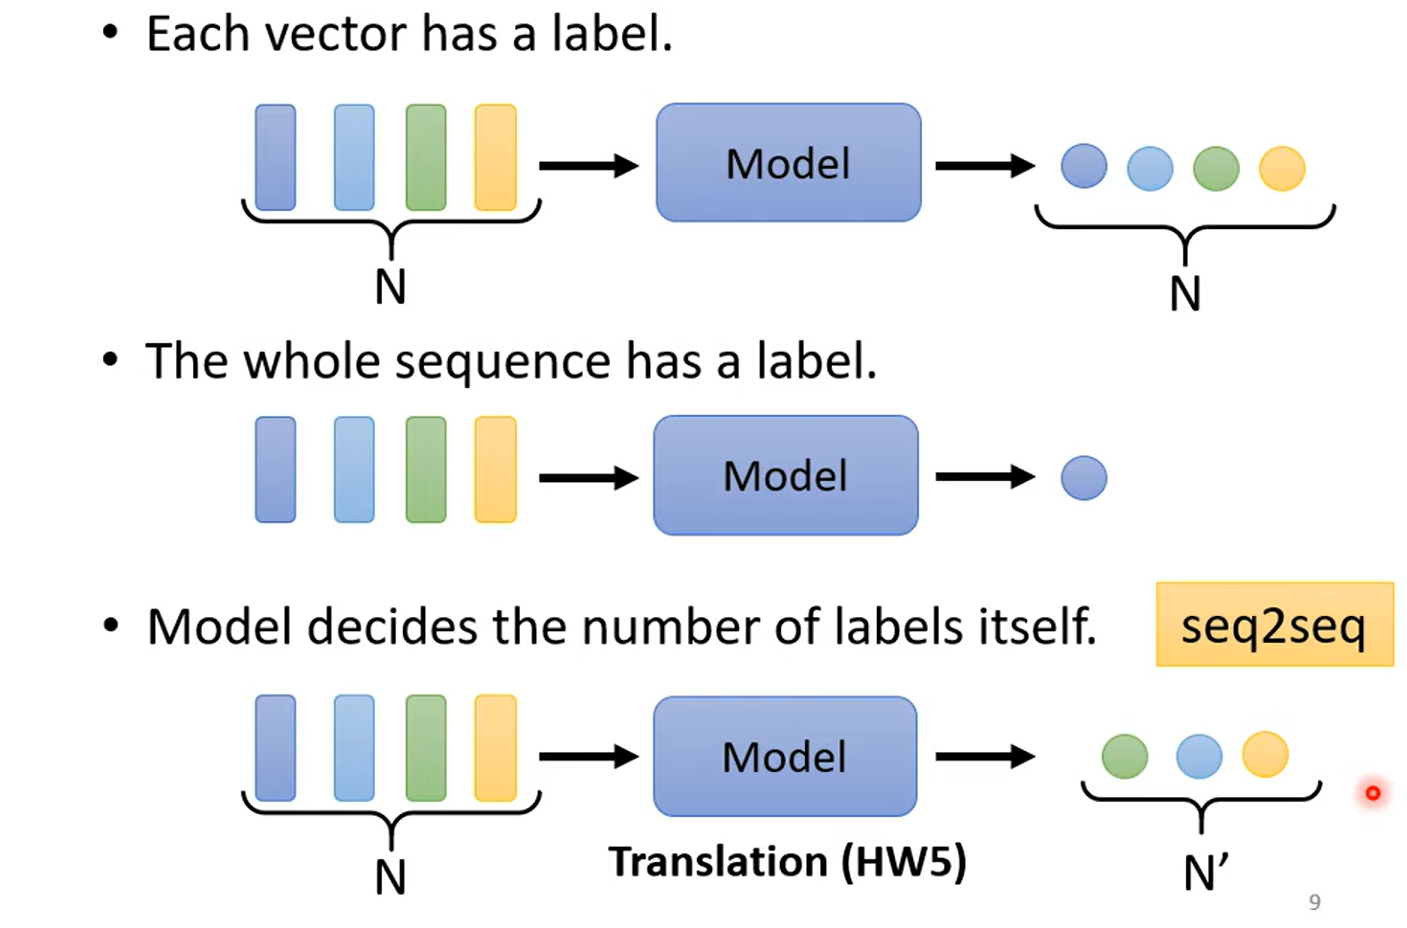 • Each vector has a label.
Model
N
N
• The whole sequence has a label.
Model
• Model decides the number of labels itself.
seq2seq
Model
Translation (HW5)
N
N’
9